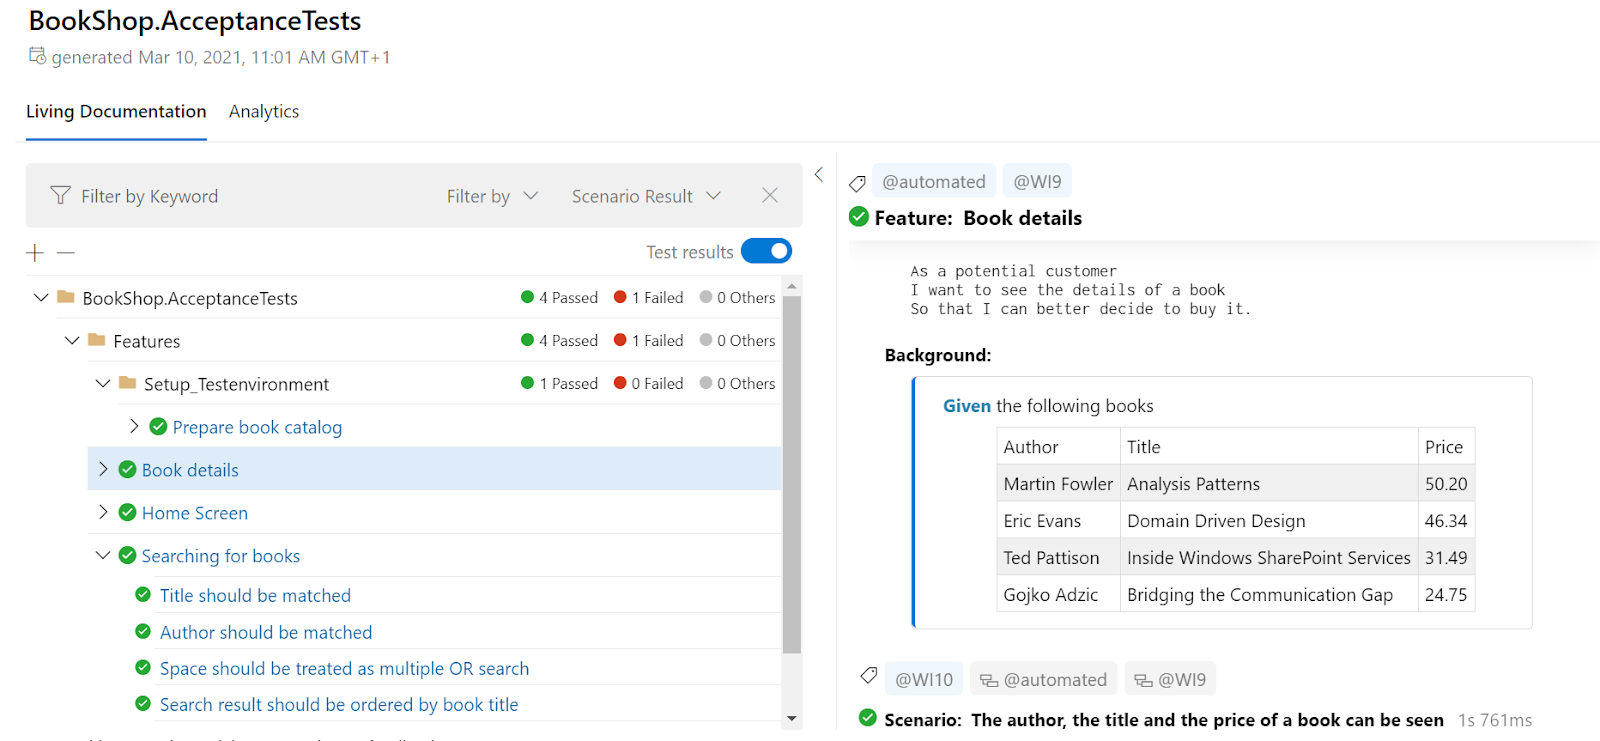 BookShop.AcceptanceTests
generated Mar 10, 2021, 11:01 AM GMT+1
Living Documentation Analytics
Filter by Keyword Filter by Scenario Result
Test results
BookShop.AcceptanceTests 4 Passed 1 Failed 0 Others
Features 4 Passed 1 Failed 0 Others
Setup_Testenvironment 1 Passed 0 Failed 0 Others
Prepare book catalog
Book details
Home Screen
Searching for books
Title should be matched
Author should be matched
Space should be treated as multiple OR search
Search result should be ordered by book title
@automated @WI9
Feature: Book details
As a potential customer
I want to see the details of a book
So that I can better decide to buy it.
Background:
Given the following books
Author Title Price
Martin Fowler Analysis Patterns 50.20
Eric Evans Domain Driven Design 46.34
Ted Pattison Inside Windows SharePoint Services 31.49
Gojko Adzic Bridging the Communication Gap 24.75
@WI10 @automated @WI9
Scenario: The author, the title and the price of a book can be seen 1s 761ms